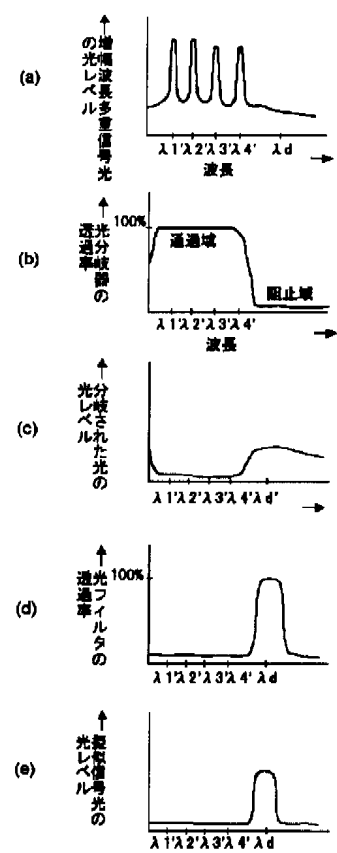 (a)
増幅波長多重信号光
の光レベル
λ1' λ2' λ3' λ4' λd
波長
(b)
光分岐器の
透過率
100%
通過域
阻止域
λ1' λ2' λ3' λ4'
波長
(c)
分岐された光の
光レベル
λ1' λ2' λ3' λ4' λd'
(d)
光フィルタの
透過率
100%
λ1' λ2' λ3' λ4' λd
(e)
擬似信号光の
光レベル
λ1' λ2' λ3' λ4' λd